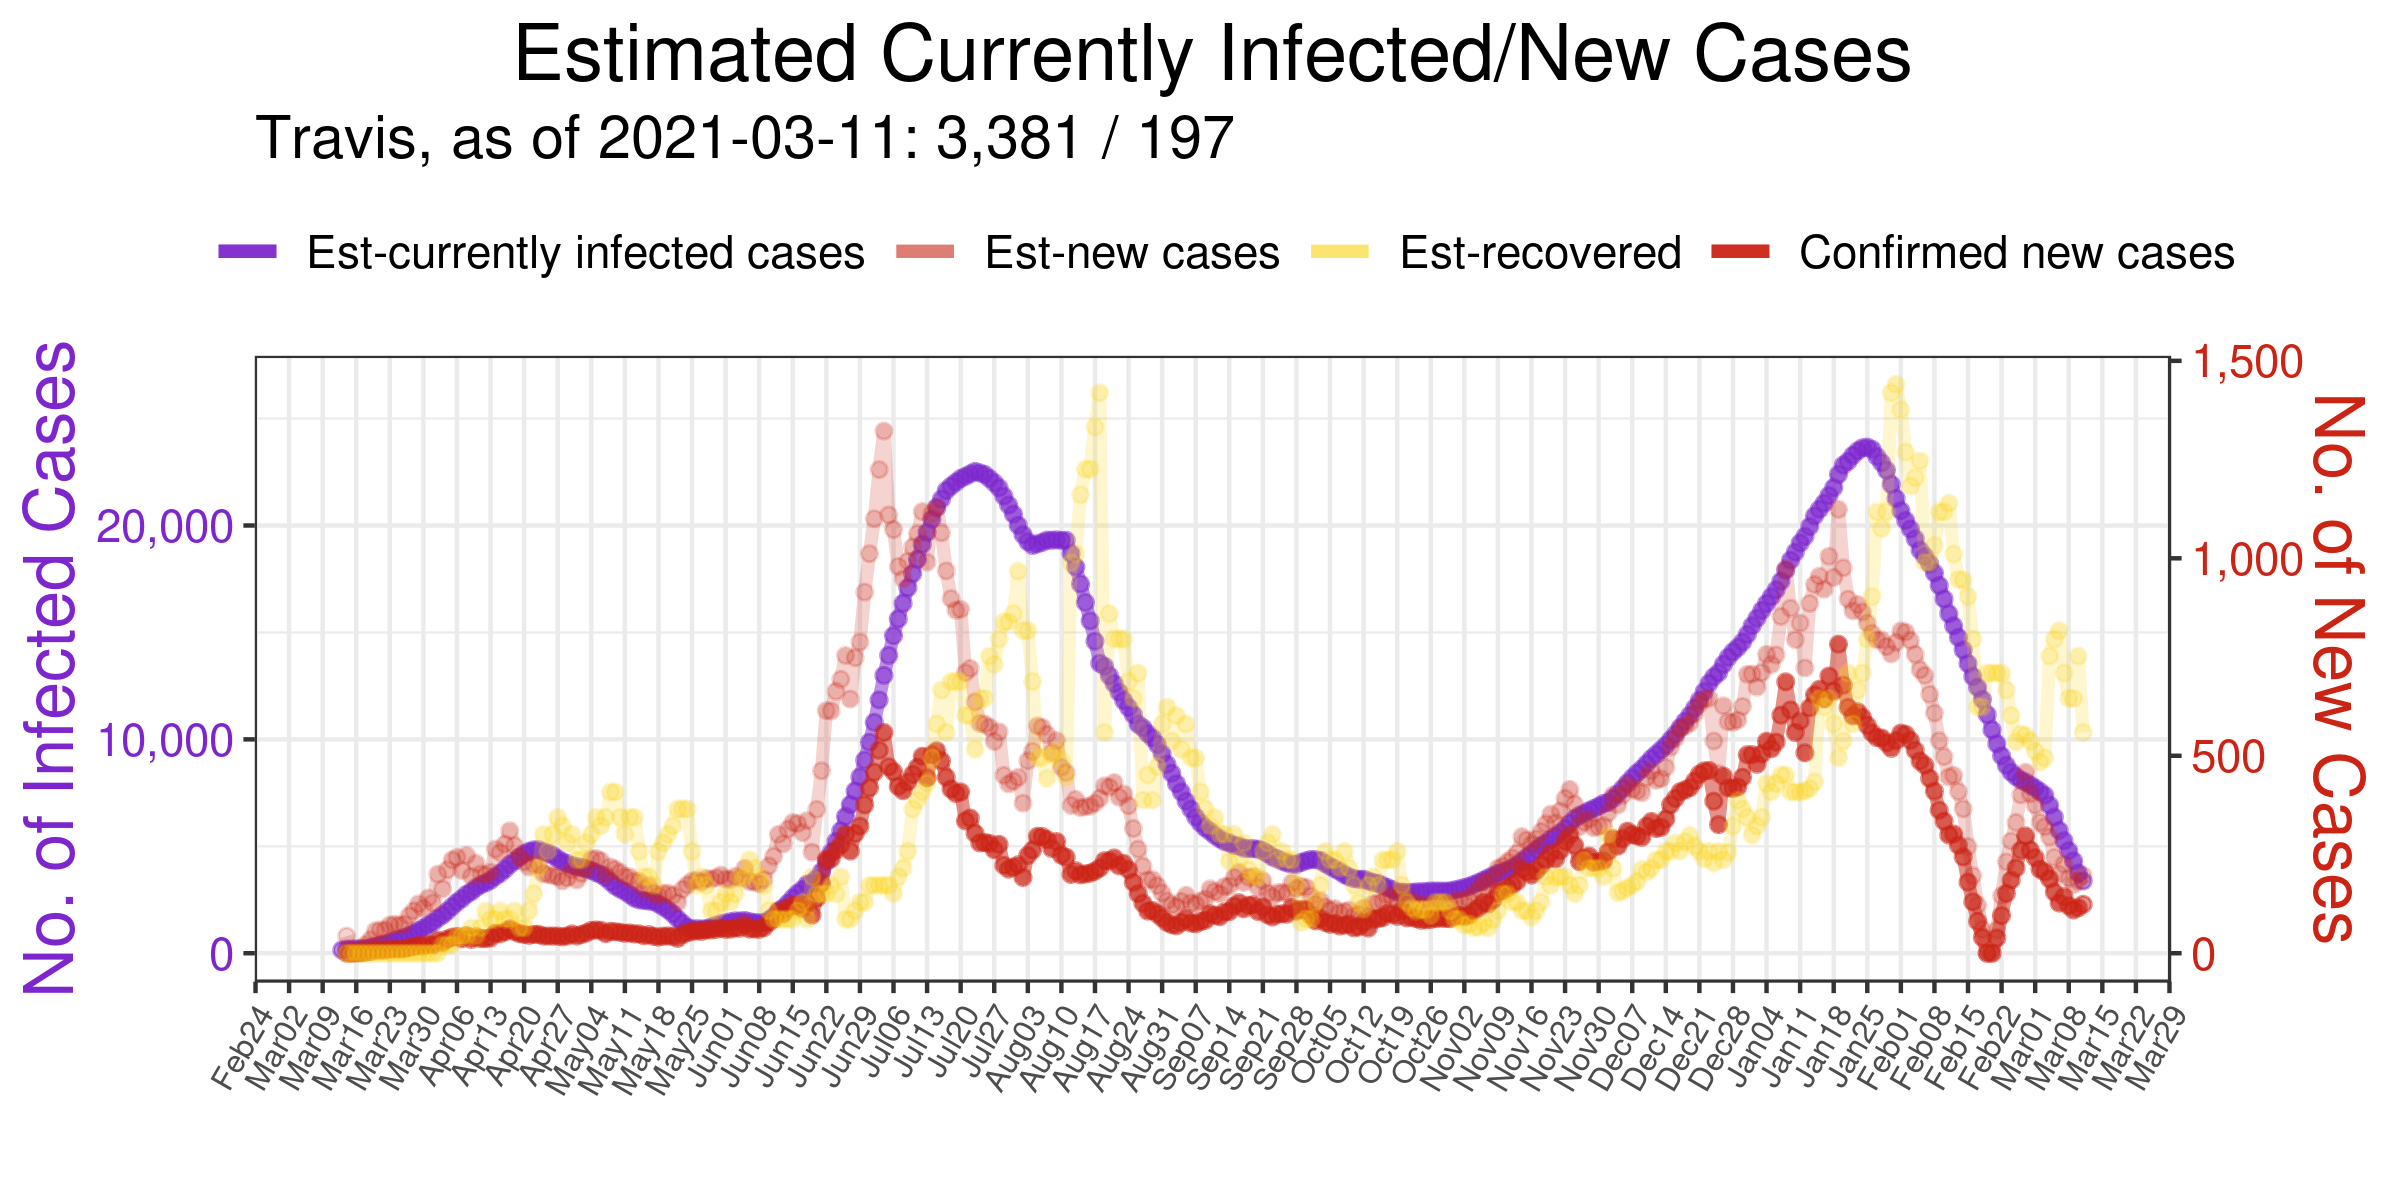 Estimated Currently Infected/New Cases
Travis, as of 2021-03-11: 3,381 / 197
Est-currently infected cases Est-new cases Est-recovered Confirmed new cases
No. of Infected Cases
20,000
10,000
0
1,500
1,000
500
0
No. of New Cases
Feb24 Mar02 Mar09 Mar16 Mar23 Mar30 Apr06 Apr13 Apr20 Apr27 May04 May11 May18 May25 Jun01 Jun08 Jun15 Jun22 Jun29 Jul06 Jul13 Jul20 Jul27 Aug03 Aug10 Aug17 Aug24 Aug31 Sep07 Sep14 Sep21 Sep28 Oct05 Oct12 Oct19 Oct26 Nov02 Nov09 Nov16 Nov23 Nov30 Dec07 Dec14 Dec21 Dec28 Jan04 Jan11 Jan18 Jan25 Feb01 Feb08 Feb15 Feb22 Mar01 Mar08 Mar15 Mar22 Mar29